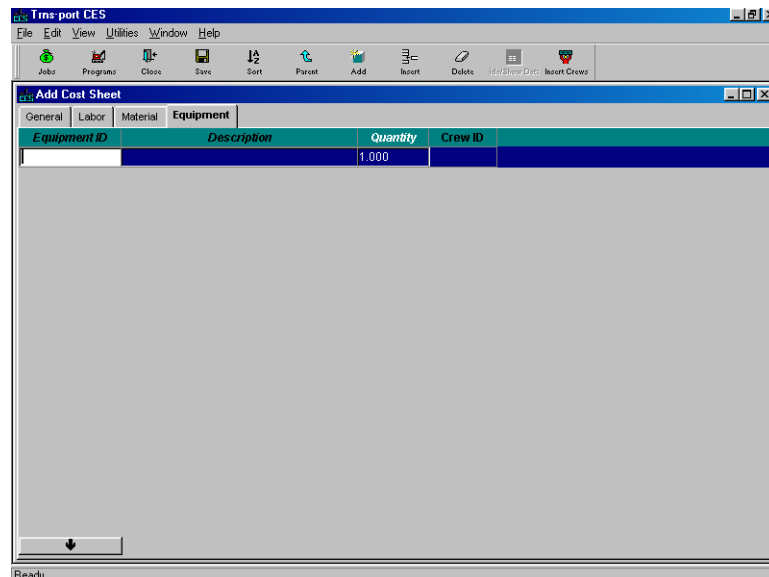 Trns·port CES
File Edit View Utilities Window Help
Jobs Programs Close Save Sort Parent Add Insert Delete Insert Crews
Add Cost Sheet
General Labor Material Equipment
Equipment ID Description Quantity Crew ID
1.000
Ready